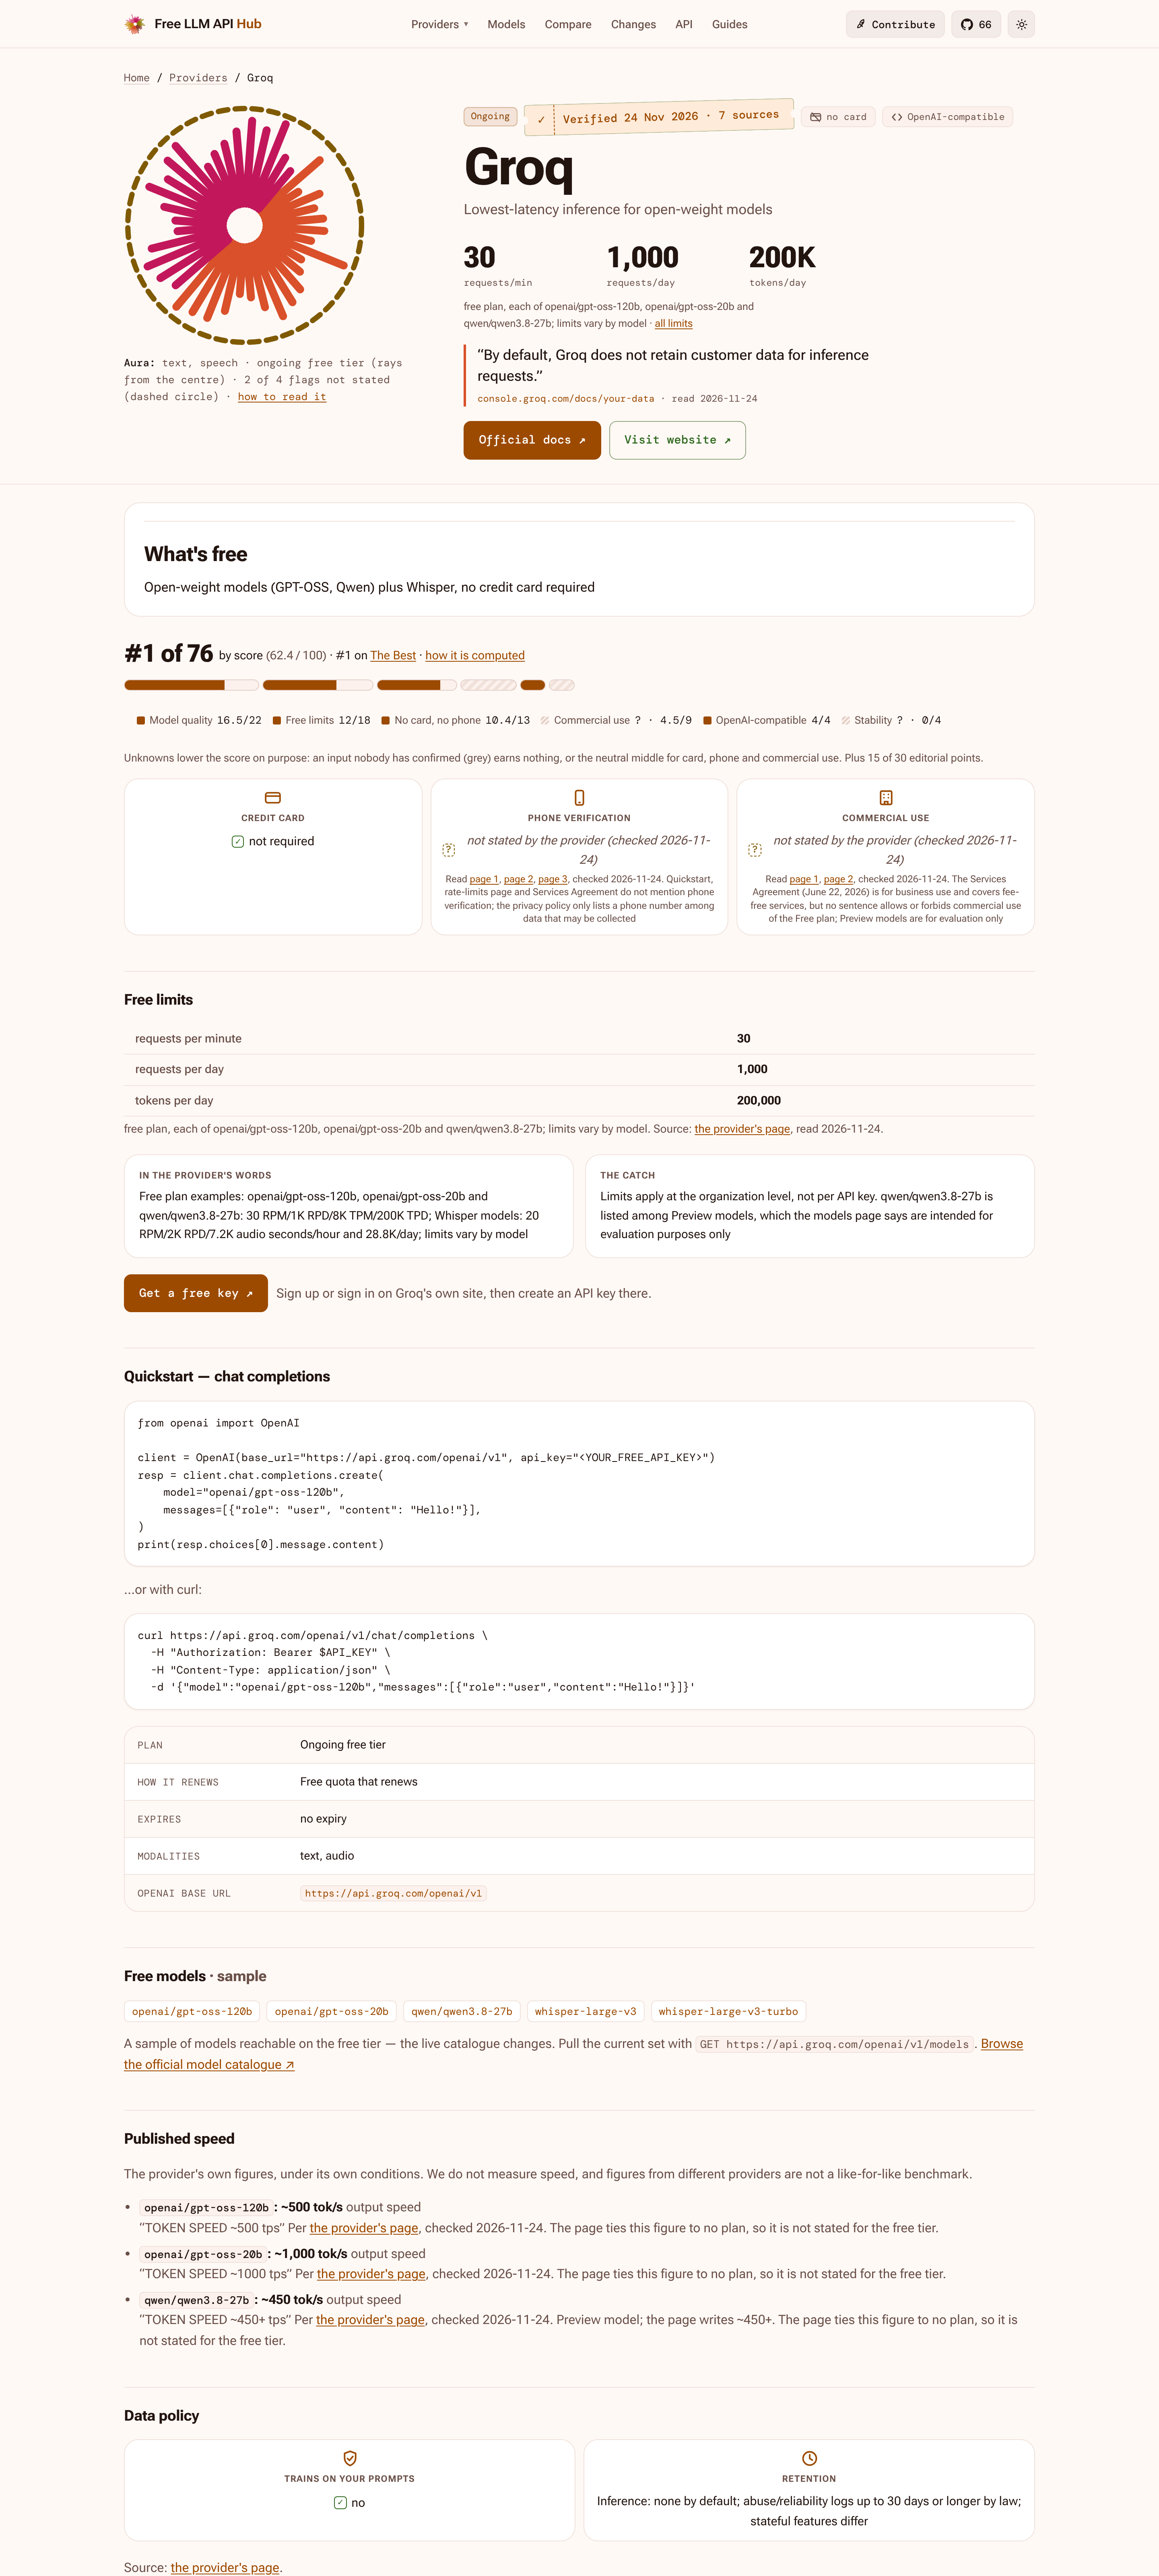 Free LLM API Hub
Providers ▾ Models Compare Changes API Guides
Contribute 66
Home / Providers / Groq
Ongoing
✓ Verified 24 Nov 2026 · 7 sources
no card
OpenAI-compatible
Groq
Lowest-latency inference for open-weight models
30 1,000 200K
requests/min requests/day tokens/day
free plan, each of openai/gpt-oss-120b, openai/gpt-oss-20b and
qwen/qwen3.8-27b; limits vary by model · all limits
“By default, Groq does not retain customer data for inference
requests.”
console.groq.com/docs/your-data · read 2026-11-24
Official docs ↗ Visit website ↗
Aura: text, speech · ongoing free tier (rays
from the centre) · 2 of 4 flags not stated
(dashed circle) · how to read it
What's free
Open-weight models (GPT-OSS, Qwen) plus Whisper, no credit card required
#1 of 76 by score (62.4 / 100) · #1 on The Best · how it is computed
Model quality 16.5/22 Free limits 12/18 No card, no phone 10.4/13 Commercial use ? · 4.5/9 OpenAI-compatible 4/4 Stability ? · 0/4
Unknowns lower the score on purpose: an input nobody has confirmed (grey) earns nothing, or the neutral middle for card, phone and commercial use. Plus 15 of 30 editorial points.
CREDIT CARD
✓ not required
PHONE VERIFICATION
? not stated by the provider (checked 2026-11-
24)
Read page 1, page 2, page 3, checked 2026-11-24. Quickstart,
rate-limits page and Services Agreement do not mention phone
verification; the privacy policy only lists a phone number among
data that may be collected
COMMERCIAL USE
? not stated by the provider (checked 2026-11-
24)
Read page 1, page 2, checked 2026-11-24. The Services
Agreement (June 22, 2026) is for business use and covers fee-
free services, but no sentence allows or forbids commercial use
of the Free plan; Preview models are for evaluation only
Free limits
requests per minute 30
requests per day 1,000
tokens per day 200,000
free plan, each of openai/gpt-oss-120b, openai/gpt-oss-20b and qwen/qwen3.8-27b; limits vary by model. Source: the provider's page, read 2026-11-24.
IN THE PROVIDER'S WORDS
Free plan examples: openai/gpt-oss-120b, openai/gpt-oss-20b and
qwen/qwen3.8-27b: 30 RPM/1K RPD/8K TPM/200K TPD; Whisper models: 20
RPM/2K RPD/7.2K audio seconds/hour and 28.8K/day; limits vary by model
THE CATCH
Limits apply at the organization level, not per API key. qwen/qwen3.8-27b is
listed among Preview models, which the models page says are intended for
evaluation purposes only
Get a free key ↗ Sign up or sign in on Groq's own site, then create an API key there.
Quickstart — chat completions
from openai import OpenAI
client = OpenAI(base_url="https://api.groq.com/openai/v1", api_key="<YOUR_FREE_API_KEY>")
resp = client.chat.completions.create(
model="openai/gpt-oss-120b",
messages=[{"role": "user", "content": "Hello!"}],
)
print(resp.choices[0].message.content)
…or with curl:
curl https://api.groq.com/openai/v1/chat/completions \
-H "Authorization: Bearer $API_KEY" \
-H "Content-Type: application/json" \
-d '{"model":"openai/gpt-oss-120b","messages":[{"role":"user","content":"Hello!"}]}'
PLAN Ongoing free tier
HOW IT RENEWS Free quota that renews
EXPIRES no expiry
MODALITIES text, audio
OPENAI BASE URL https://api.groq.com/openai/v1
Free models · sample
openai/gpt-oss-120b openai/gpt-oss-20b qwen/qwen3.8-27b whisper-large-v3 whisper-large-v3-turbo
A sample of models reachable on the free tier — the live catalogue changes. Pull the current set with GET https://api.groq.com/openai/v1/models . Browse
the official model catalogue ↗
Published speed
The provider's own figures, under its own conditions. We do not measure speed, and figures from different providers are not a like-for-like benchmark.
• openai/gpt-oss-120b : ~500 tok/s output speed
“TOKEN SPEED ~500 tps” Per the provider's page, checked 2026-11-24. The page ties this figure to no plan, so it is not stated for the free tier.
• openai/gpt-oss-20b : ~1,000 tok/s output speed
“TOKEN SPEED ~1000 tps” Per the provider's page, checked 2026-11-24. The page ties this figure to no plan, so it is not stated for the free tier.
• qwen/qwen3.8-27b : ~450 tok/s output speed
“TOKEN SPEED ~450+ tps” Per the provider's page, checked 2026-11-24. Preview model; the page writes ~450+. The page ties this figure to no plan, so it is
not stated for the free tier.
Data policy
TRAINS ON YOUR PROMPTS
✓ no
RETENTION
Inference: none by default; abuse/reliability logs up to 30 days or longer by law;
stateful features differ
Source: the provider's page.